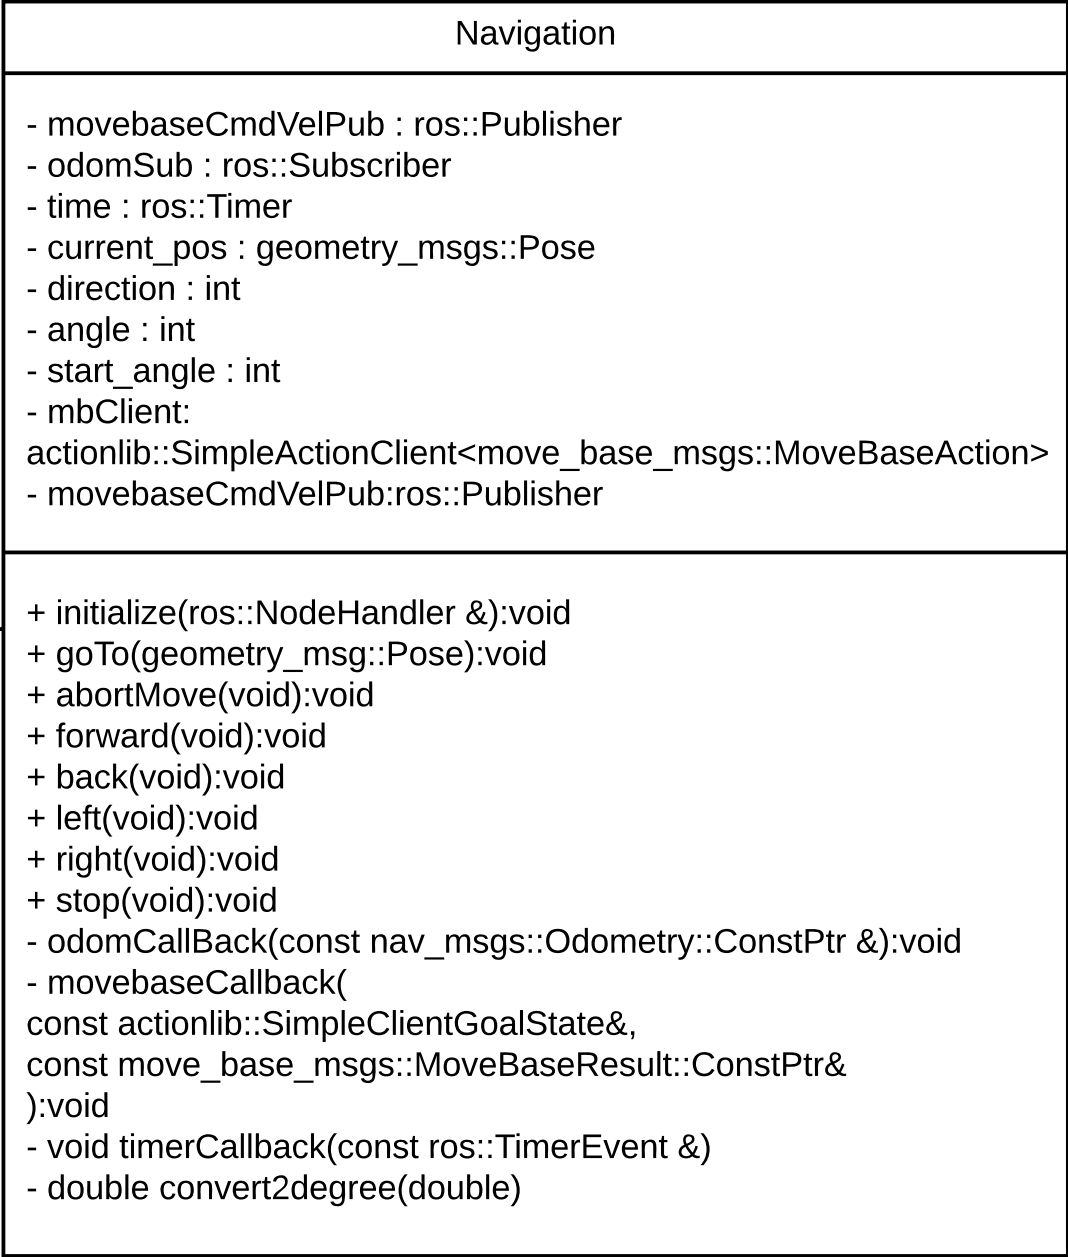 Navigation
- movebaseCmdVelPub : ros::Publisher
- odomSub : ros::Subscriber
- time : ros::Timer
- current_pos : geometry_msgs::Pose
- direction : int
- angle : int
- start_angle : int
- mbClient:
actionlib::SimpleActionClient<move_base_msgs::MoveBaseAction>
- movebaseCmdVelPub:ros::Publisher
+ initialize(ros::NodeHandler &):void
+ goTo(geometry_msg::Pose):void
+ abortMove(void):void
+ forward(void):void
+ back(void):void
+ left(void):void
+ right(void):void
+ stop(void):void
- odomCallBack(const nav_msgs::Odometry::ConstPtr &):void
- movebaseCallback(
const actionlib::SimpleClientGoalState&,
const move_base_msgs::MoveBaseResult::ConstPtr&
):void
- void timerCallback(const ros::TimerEvent &)
- double convert2degree(double)